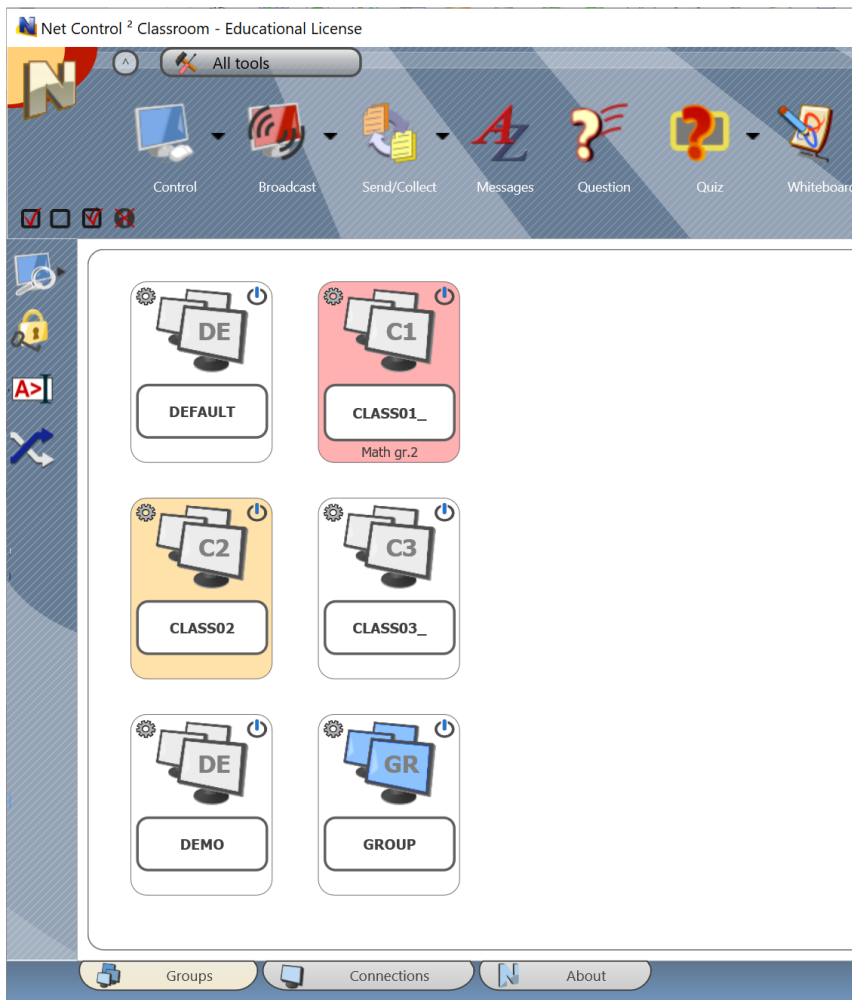 Net Control ² Classroom - Educational License
^
All tools
Control
Broadcast
Send/Collect
Messages
Question
Quiz
Whiteboard
A>
DE
DEFAULT
C1
CLASS01_
Math gr.2
C2
CLASS02
C3
CLASS03_
DE
DEMO
GR
GROUP
Groups
Connections
About